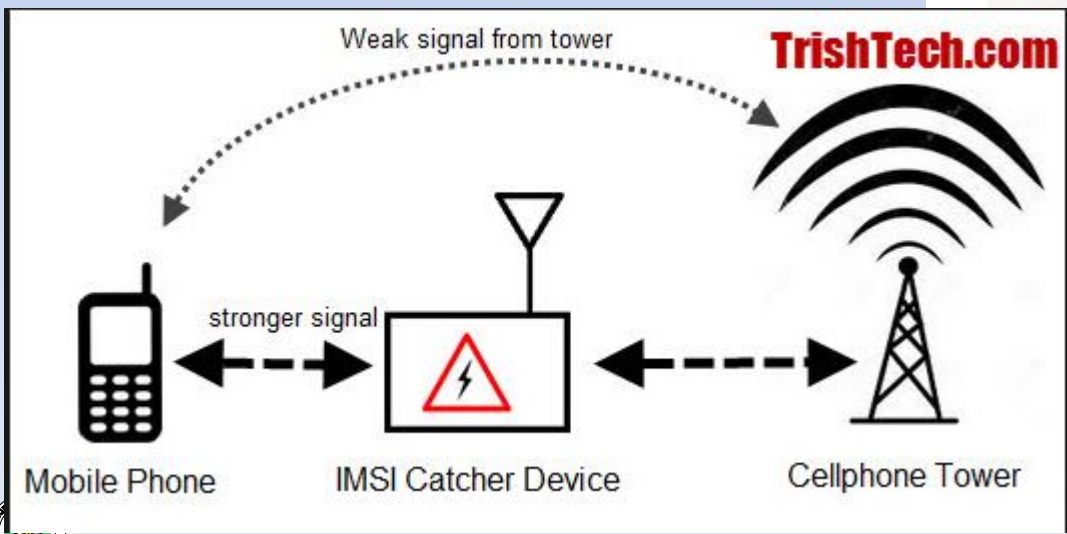 Weak signal from tower
TrishTech.com
stronger signal
Mobile Phone
IMSI Catcher Device
Cellphone Tower